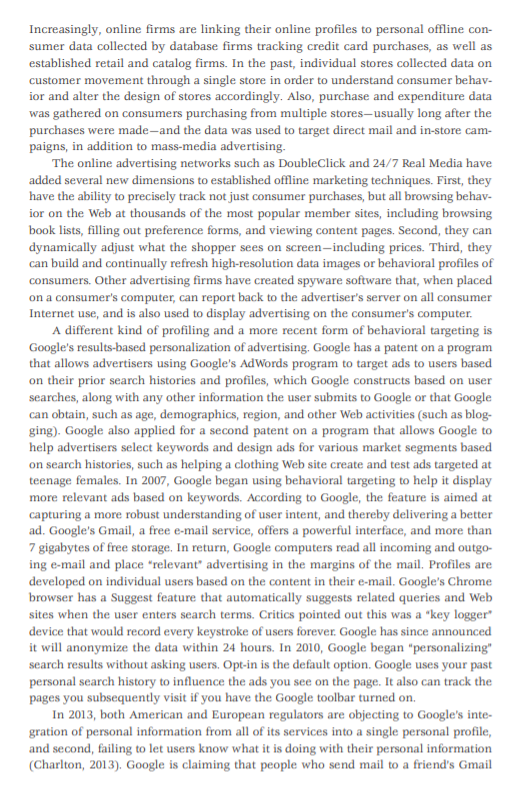 Increasingly, online firms are linking their online profiles to personal offline con-
sumer data collected by database firms tracking credit card purchases, as well as
established retail and catalog firms. In the past, individual stores collected data on
customer movement through a single store in order to understand consumer behav-
ior and alter the design of stores accordingly. Also, purchase and expenditure data
was gathered on consumers purchasing from multiple stores—usually long after the
purchases were made—and the data was used to target direct mail and in-store cam-
paigns, in addition to mass-media advertising.
The online advertising networks such as DoubleClick and 24/7 Real Media have
added several new dimensions to established offline marketing techniques. First, they
have the ability to precisely track not just consumer purchases, but all browsing behav-
ior on the Web at thousands of the most popular member sites, including browsing
book lists, filling out preference forms, and viewing content pages. Second, they can
dynamically adjust what the shopper sees on screen—including prices. Third, they
can build and continually refresh high-resolution data images or behavioral profiles of
consumers. Other advertising firms have created spyware software that, when placed
on a consumer's computer, can report back to the advertiser's server on all consumer
Internet use, and is also used to display advertising on the consumer's computer.
A different kind of profiling and a more recent form of behavioral targeting is
Google's results-based personalization of advertising. Google has a patent on a program
that allows advertisers using Google's AdWords program to target ads to users based
on their prior search histories and profiles, which Google constructs based on user
searches, along with any other information the user submits to Google or that Google
can obtain, such as age, demographics, region, and other Web activities (such as blog-
ging). Google also applied for a second patent on a program that allows Google to
help advertisers select keywords and design ads for various market segments based
on search histories, such as helping a clothing Web site create and test ads targeted at
teenage females. In 2007, Google began using behavioral targeting to help it display
more relevant ads based on keywords. According to Google, the feature is aimed at
capturing a more robust understanding of user intent, and thereby delivering a better
ad. Google's Gmail, a free e-mail service, offers a powerful interface, and more than
7 gigabytes of free storage. In return, Google computers read all incoming and outgo-
ing e-mail and place "relevant" advertising in the margins of the mail. Profiles are
developed on individual users based on the content in their e-mail. Google's Chrome
browser has a Suggest feature that automatically suggests related queries and Web
sites when the user enters search terms. Critics pointed out this was a "key logger"
device that would record every keystroke of users forever. Google has since announced
it will anonymize the data within 24 hours. In 2010, Google began "personalizing"
search results without asking users. Opt-in is the default option. Google uses your past
personal search history to influence the ads you see on the page. It also can track the
pages you subsequently visit if you have the Google toolbar turned on.
In 2013, both American and European regulators are objecting to Google's inte-
gration of personal information from all of its services into a single personal profile,
and second, failing to let users know what it is doing with their personal information
(Charlton, 2013). Google is claiming that people who send mail to a friend's Gmail